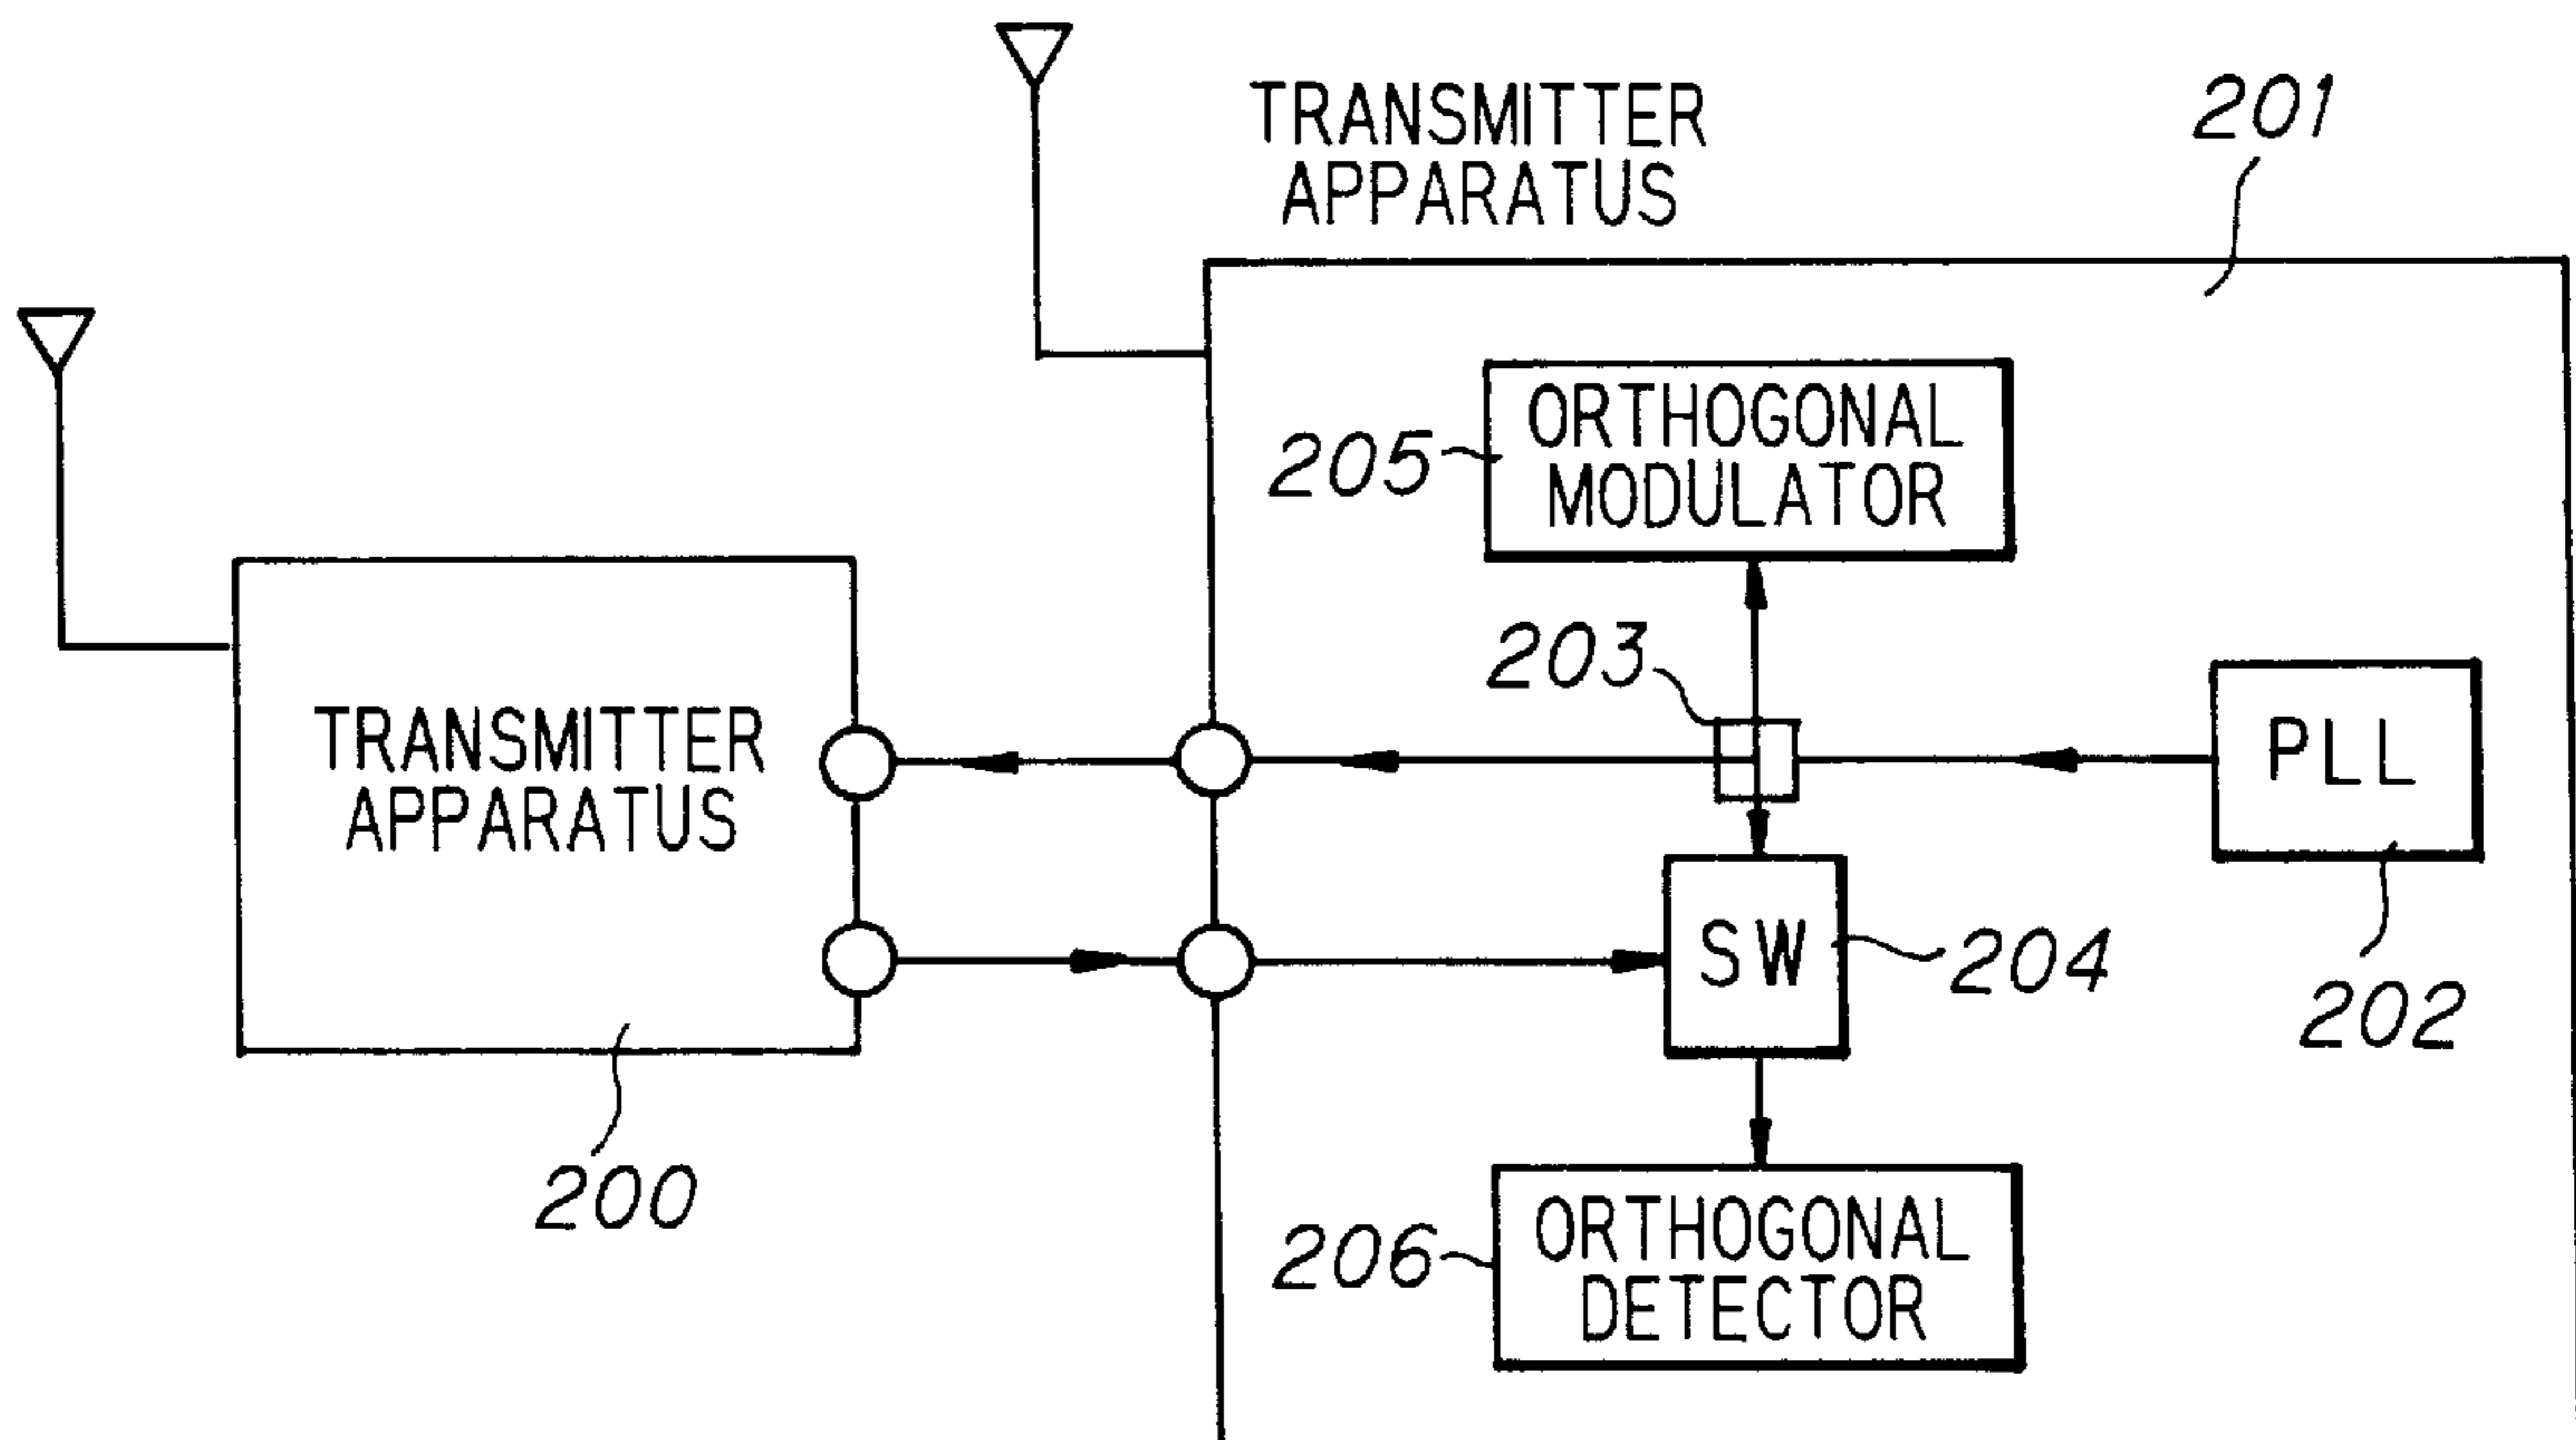 TRANSMITTER
APPARATUS
201
205
ORTHOGONAL
MODULATOR
203
PLL
TRANSMITTER
APPARATUS
SW
204
202
200
206
ORTHOGONAL
DETECTOR